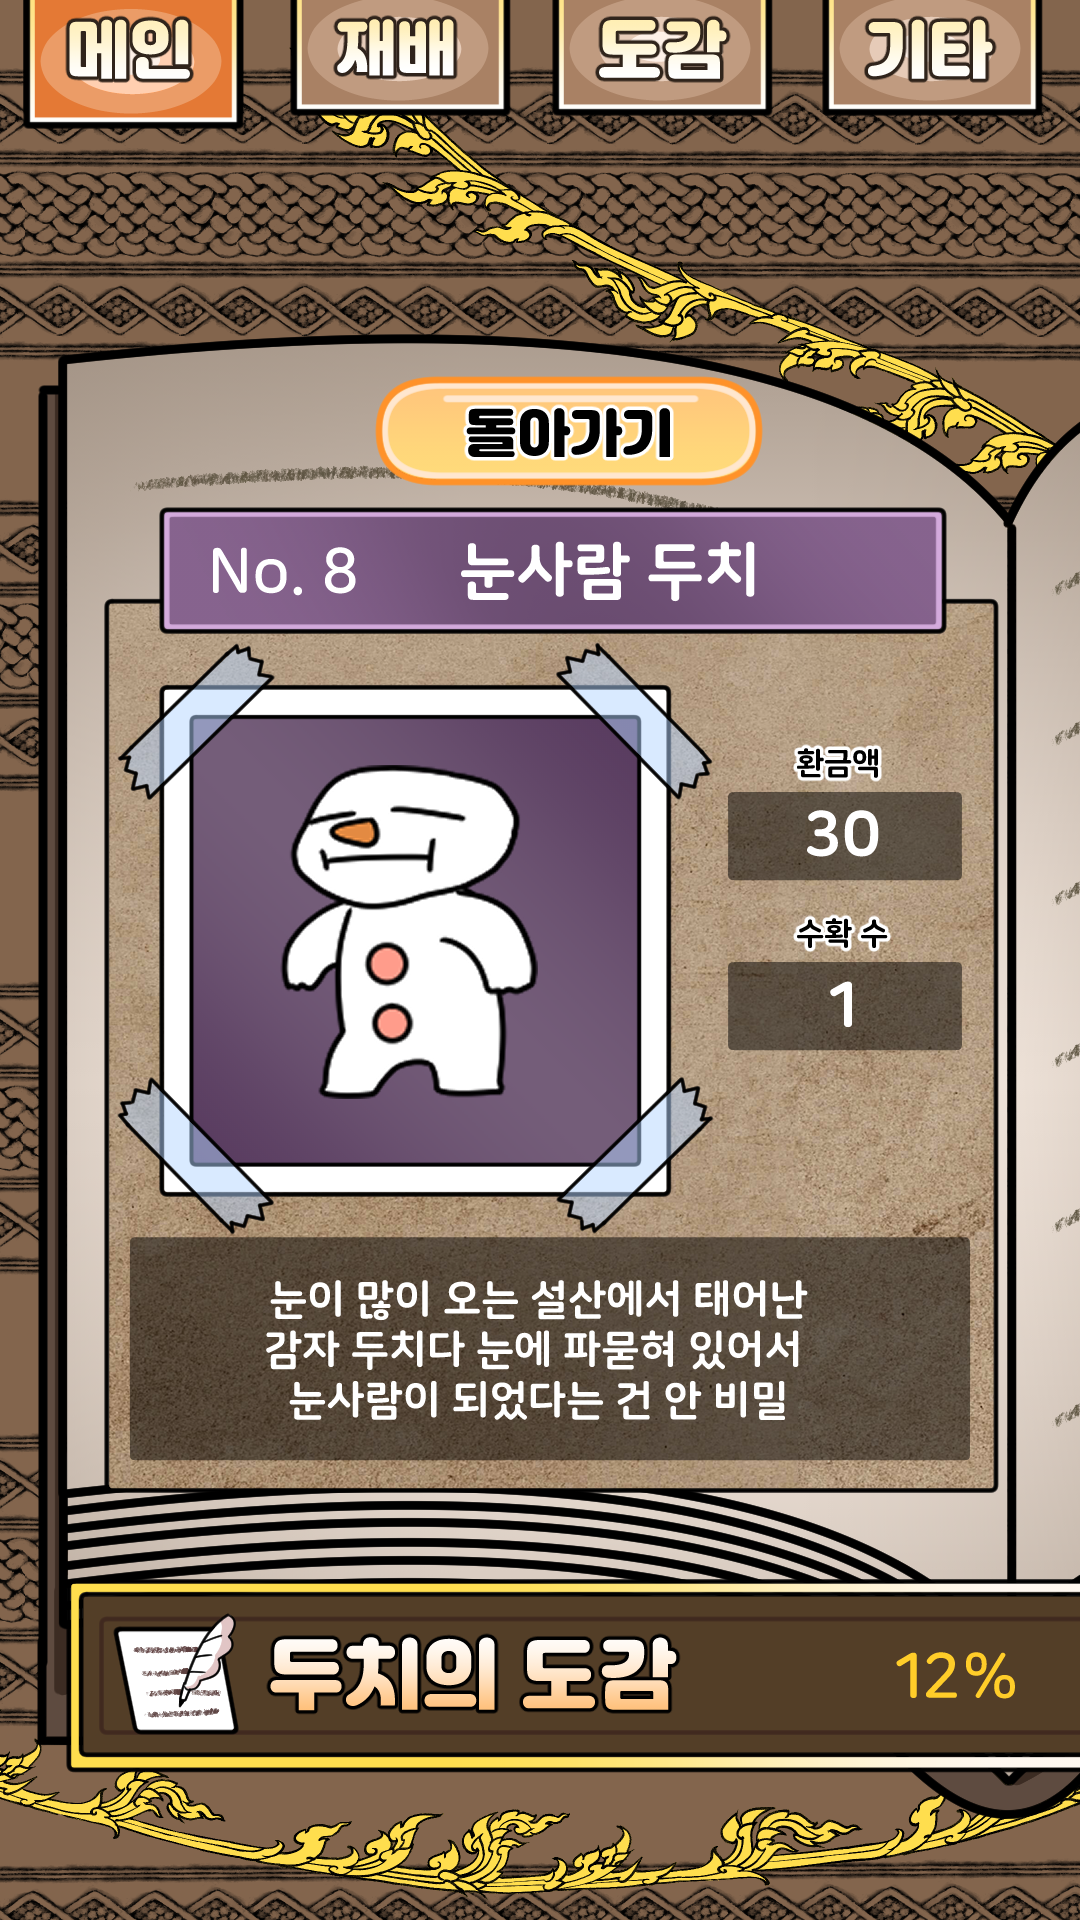 메인 재배 도감 기타
돌아가기
No. 8 눈사람 두치
환금액
30
수확 수
1
눈이 많이 오는 설산에서 태어난
감자 두치다 눈에 파묻혀 있어서
눈사람이 되었다는 건 안 비밀
두치의 도감 12%